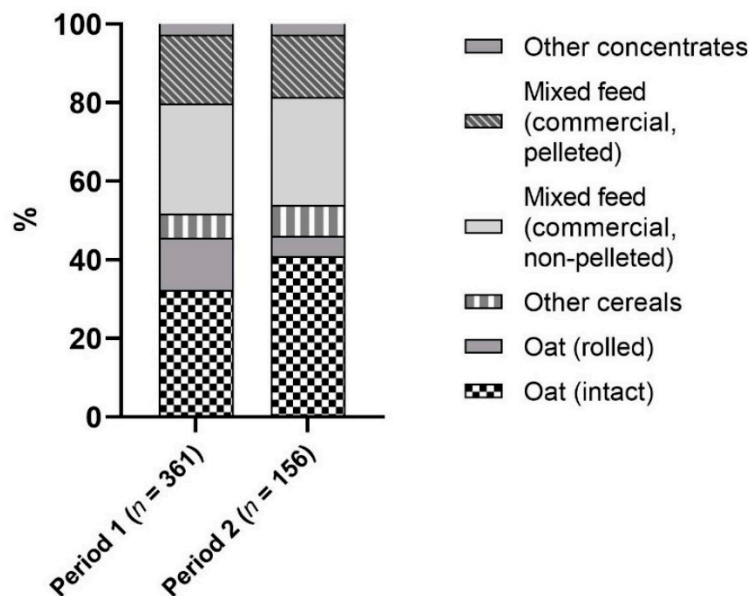 100
80
60
40
20
0
%
Period 1 (n = 361)
Period 2 (n = 156)
Other concentrates
Mixed feed
(commercial,
pelleted)
Mixed feed
(commercial,
non-pelleted)
Other cereals
Oat (rolled)
Oat (intact)